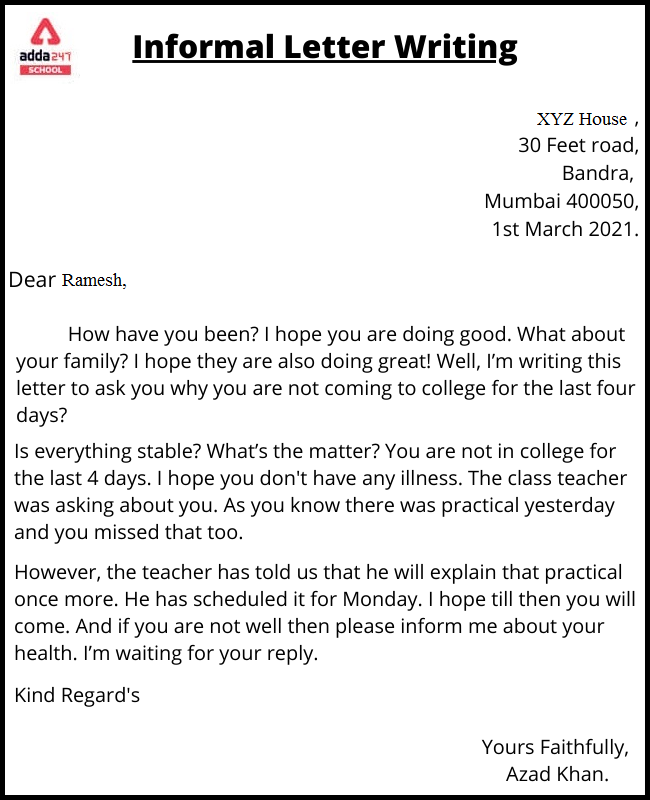 adda247
SCHOOL
Informal Letter Writing
XYZ House ,
30 Feet road,
Bandra,
Mumbai 400050,
1st March 2021.
Dear Ramesh,
How have you been? I hope you are doing good. What about
your family? I hope they are also doing great! Well, I’m writing this
letter to ask you why you are not coming to college for the last four
days?
Is everything stable? What’s the matter? You are not in college for
the last 4 days. I hope you don't have any illness. The class teacher
was asking about you. As you know there was practical yesterday
and you missed that too.
However, the teacher has told us that he will explain that practical
once more. He has scheduled it for Monday. I hope till then you will
come. And if you are not well then please inform me about your
health. I’m waiting for your reply.
Kind Regard's
Yours Faithfully,
Azad Khan.